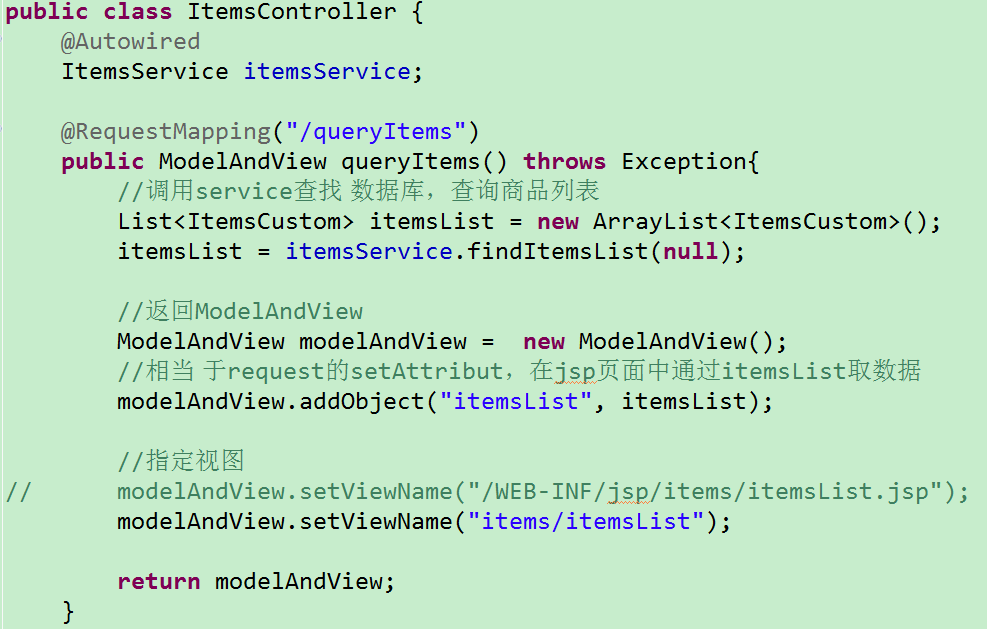 public class ItemsController {
@Autowired
ItemsService itemsService;
@RequestMapping("/queryItems")
public ModelAndView queryItems() throws Exception{
//调用service查找 数据库，查询商品列表
List<ItemsCustom> itemsList = new ArrayList<ItemsCustom>();
itemsList = itemsService.findItemsList(null);
//返回ModelAndView
ModelAndView modelAndView =  new ModelAndView();
//相当 于request的setAttribut，在jsp页面中通过itemsList取数据
modelAndView.addObject("itemsList", itemsList);
//指定视图
//      modelAndView.setViewName("/WEB-INF/jsp/items/itemsList.jsp");
modelAndView.setViewName("items/itemsList");
return modelAndView;
}